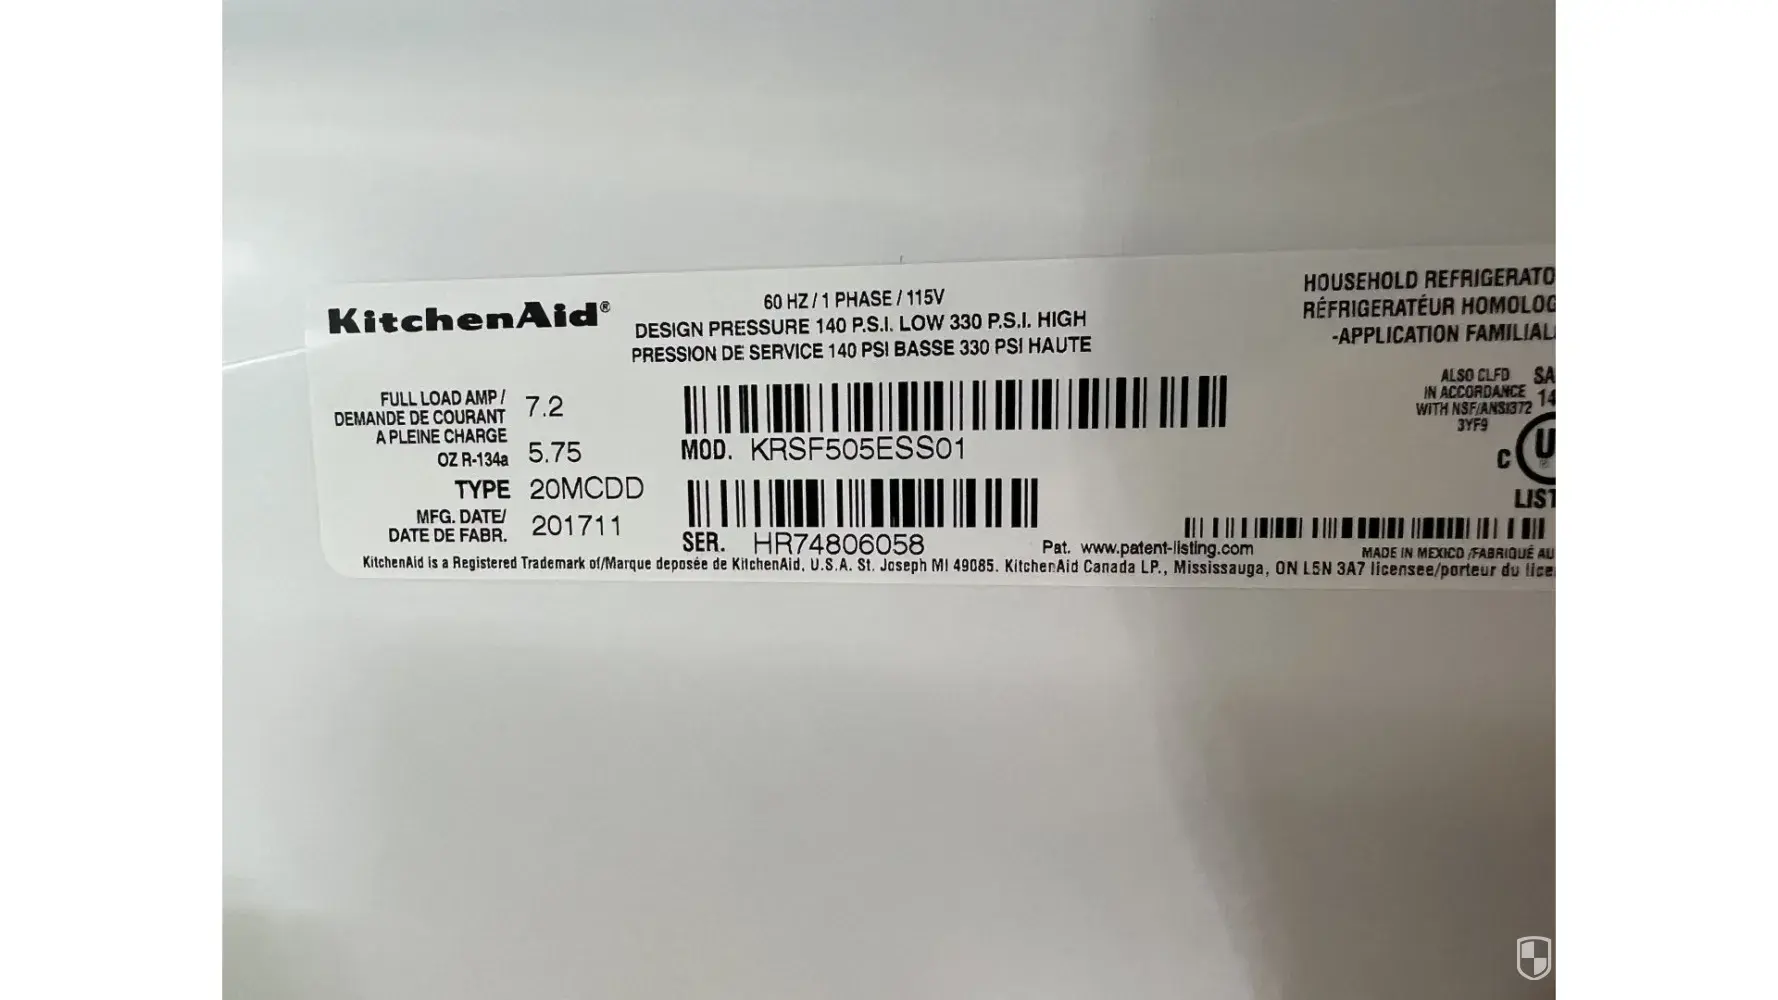 KitchenAid®
60 HZ / 1 PHASE / 115V
DESIGN PRESSURE 140 P.S.I. LOW 330 P.S.I. HIGH
PRESSION DE SERVICE 140 PSI BASSE 330 PSI HAUTE
HOUSEHOLD REFRIGERATO
RÉFRIGERATÉUR HOMOLOG
-APPLICATION FAMILIAL
FULL LOAD AMP / 7.2
DEMANDE DE COURANT
A PLEINE CHARGE
OZ R-134a 5.75
TYPE 20MCDD
MFG. DATE/ 201711
DATE DE FABR.
MOD. KRSF505ESS01
SER. HR74806058
ALSO CLFD SA
IN ACCORDANCE 14
WITH NSF/ANSI372
3YF9
C U
LIST
Pat. www.patent-listing.com
MADE IN MEXICO /FABRIQUÉ AU
KitchenAid is a Registered Trademark of/Marque deposée de KitchenAid, U.S.A. St. Joseph MI 49085. KitchenAid Canada LP., Mississauga, ON L5N 3A7 licensee/porteur du lice